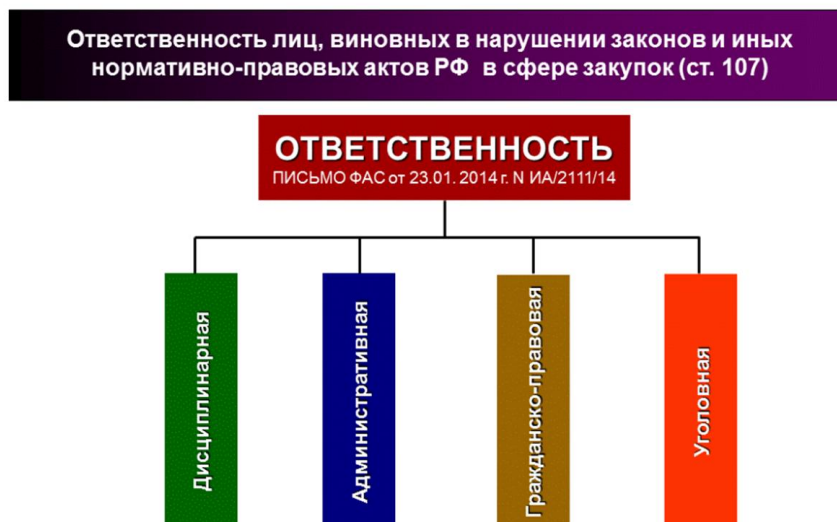 Ответственность лиц, виновных в нарушении законов и иных
нормативно-правовых актов РФ в сфере закупок (ст. 107)
ОТВЕТСТВЕННОСТЬ
ПИСЬМО ФАС от 23.01. 2014 г. N ИА/2111/14
Дисциплинарная
Административная
Гражданско-правовая
Уголовная